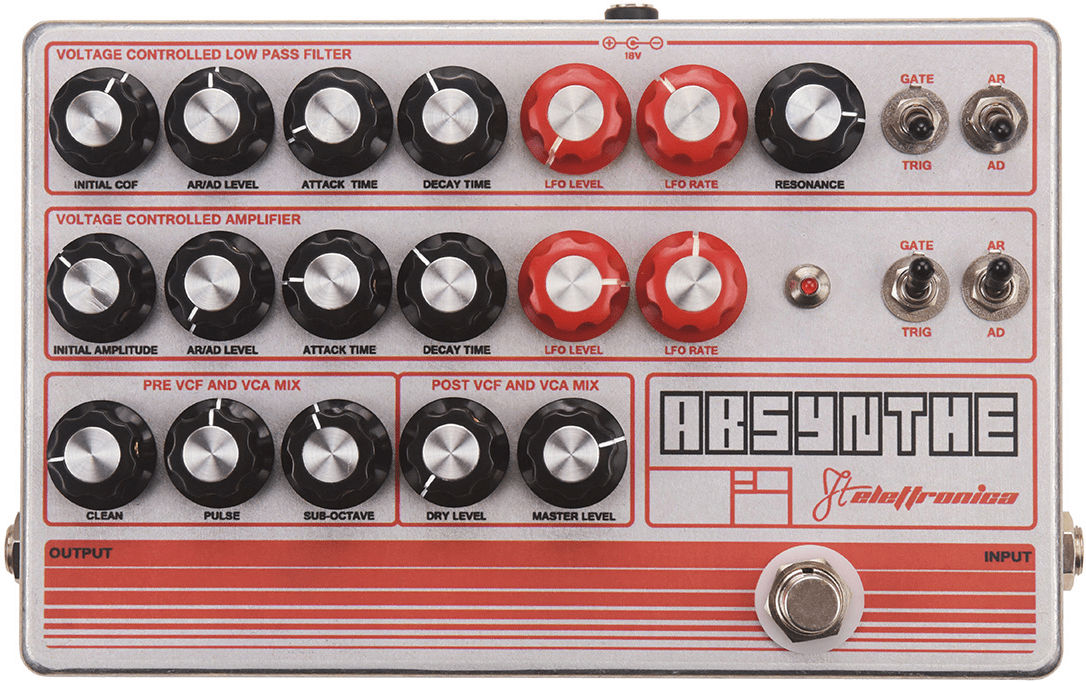 VOLTAGE CONTROLLED LOW PASS FILTER
18V
GATE AR
TRIG AD
INITIAL COF AR/AD LEVEL ATTACK TIME DECAY TIME LFO LEVEL LFO RATE RESONANCE
VOLTAGE CONTROLLED AMPLIFIER
GATE AR
TRIG AD
INITIAL AMPLITUDE AR/AD LEVEL ATTACK TIME DECAY TIME LFO LEVEL LFO RATE
PRE VCF AND VCA MIX POST VCF AND VCA MIX
ABSYNTHE
Jt elettronica
CLEAN PULSE SUB-OCTAVE DRY LEVEL MASTER LEVEL
OUTPUT INPUT